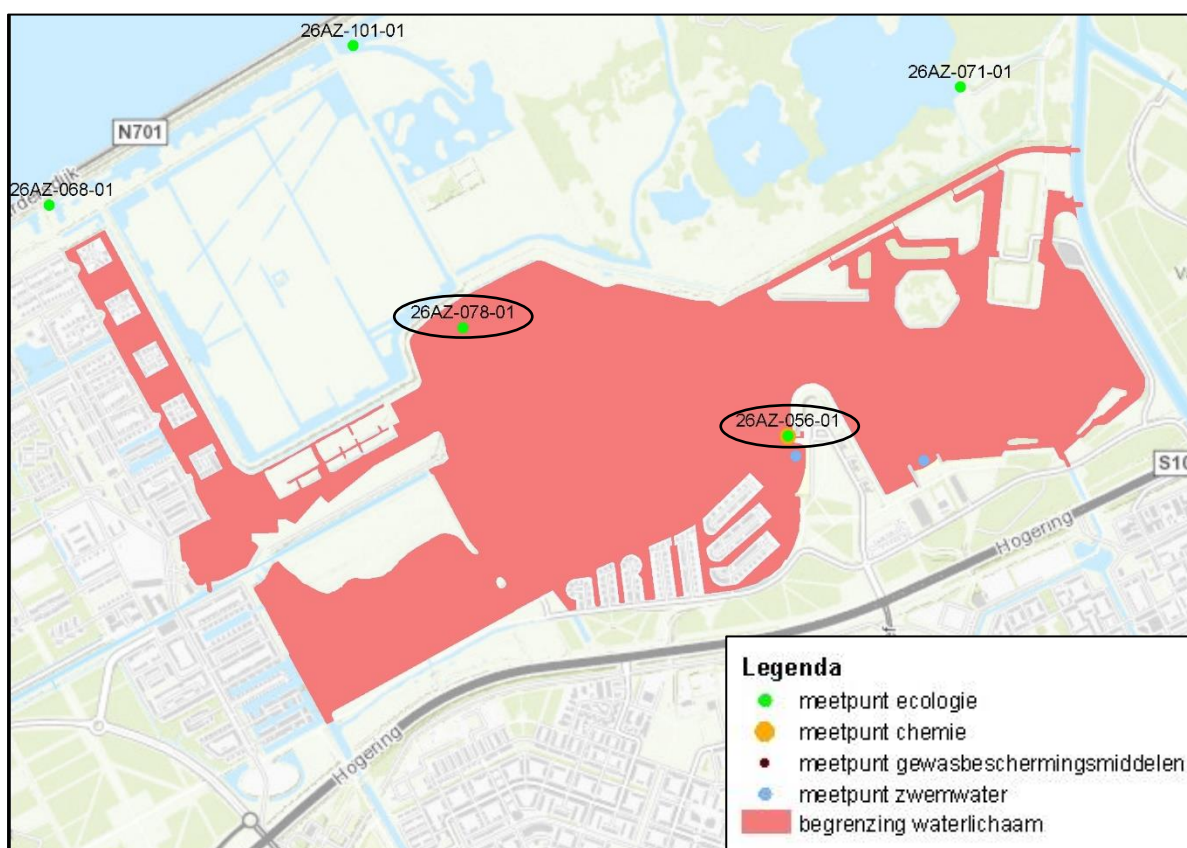 26AZ-101-01
26AZ-071-01
N701
26AZ-068-01
26AZ-078-01
26AZ-056-01
S10
Hogering
Hogering
Legenda
meetpunt ecologie
meetpunt chemie
meetpunt gewasbeschermingsmiddelen
meetpunt zwemwater
begrenzing waterlichaam